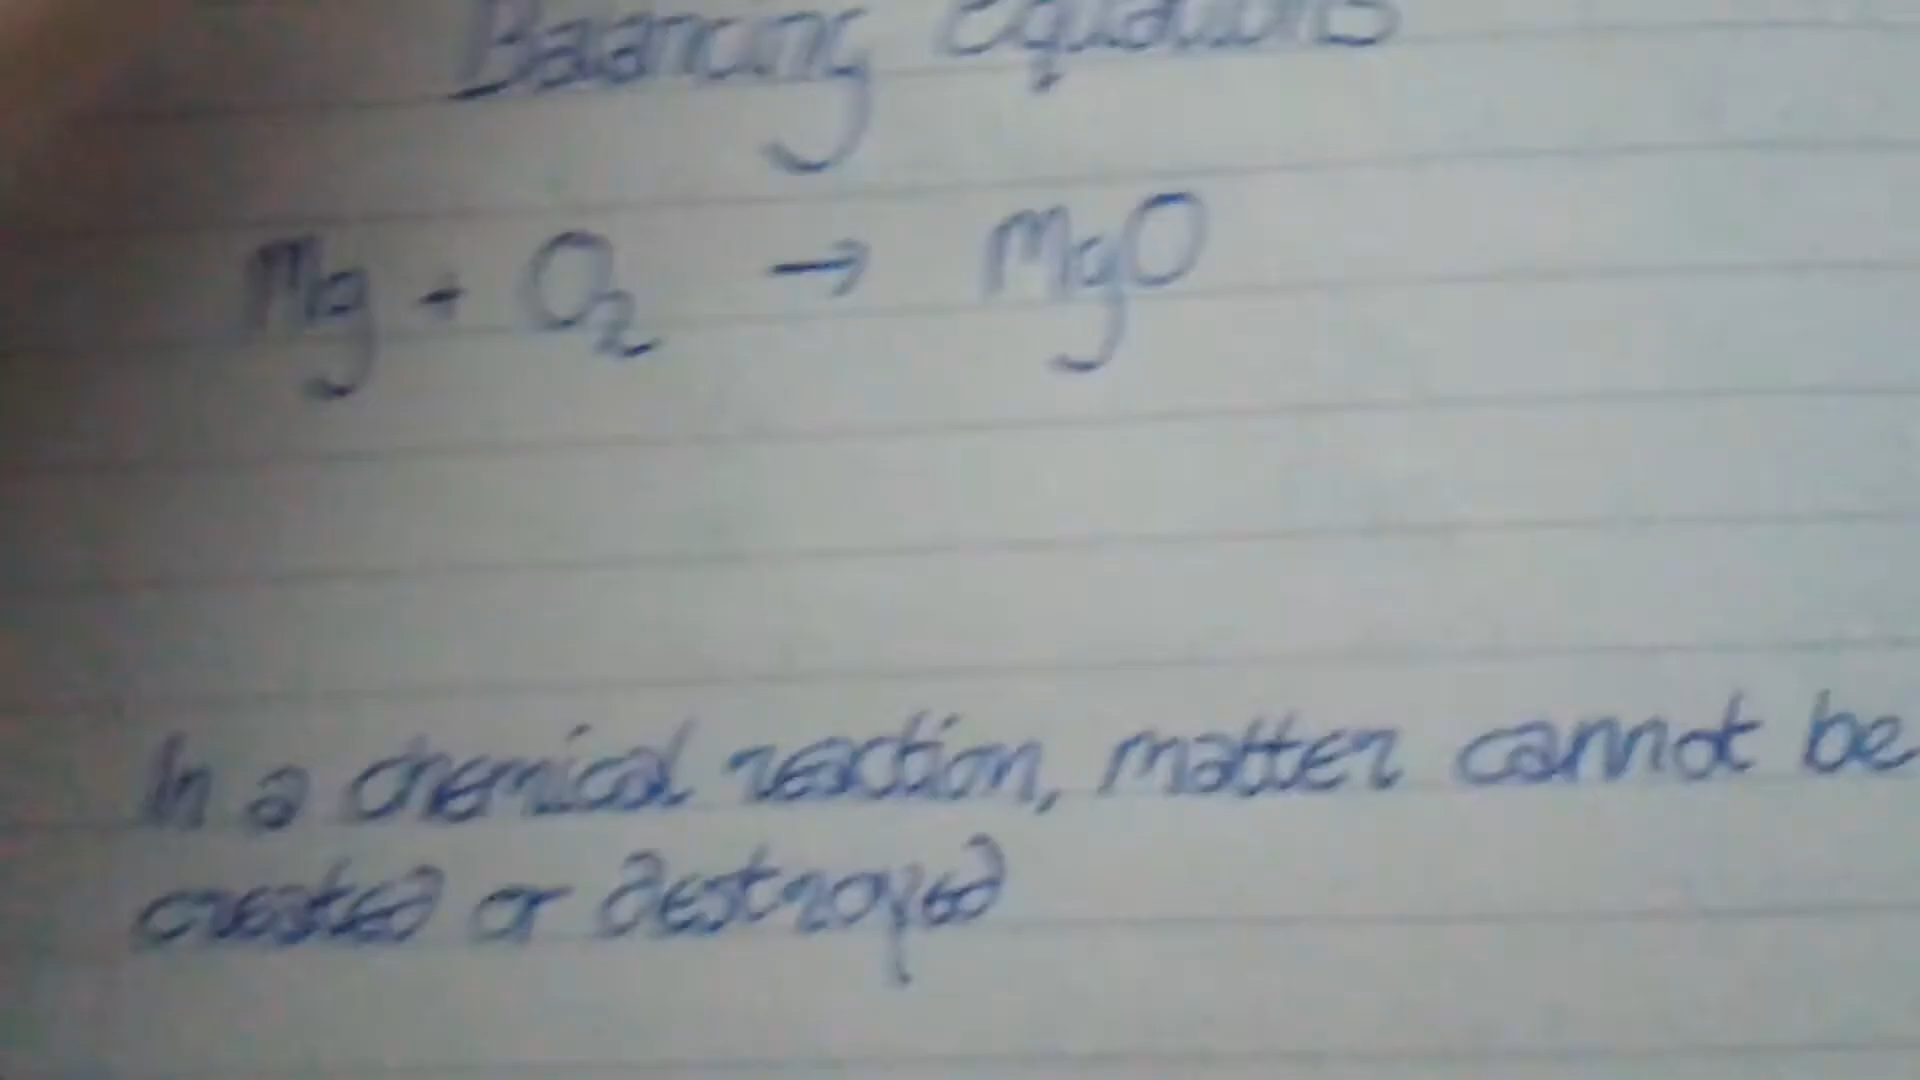 Balancing Equations
Mg + O₂ → MgO
In a chemical reaction, matter cannot be
created or destroyed